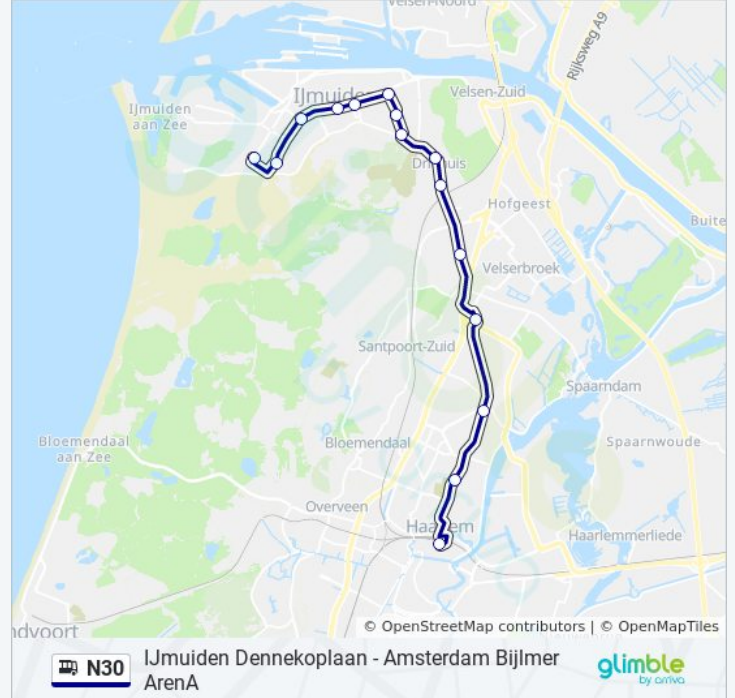 Velsen-Noord
Rijksweg A9
IJmuiden
Velsen-Zuid
IJmuiden
aan Zee
Driehuis
Hofgeest
Buite
Velserbroek
Santpoort-Zuid
Spaarndam
Bloemendaal
aan Zee
Bloemendaal
Spaarnwoude
Overveen
Haarlem
Haarlemmerliede
ndvoort
© OpenStreetMap contributors | © OpenMapTiles
N30
IJmuiden Dennekoplaan - Amsterdam Bijlmer
ArenA
glimble
by arriva